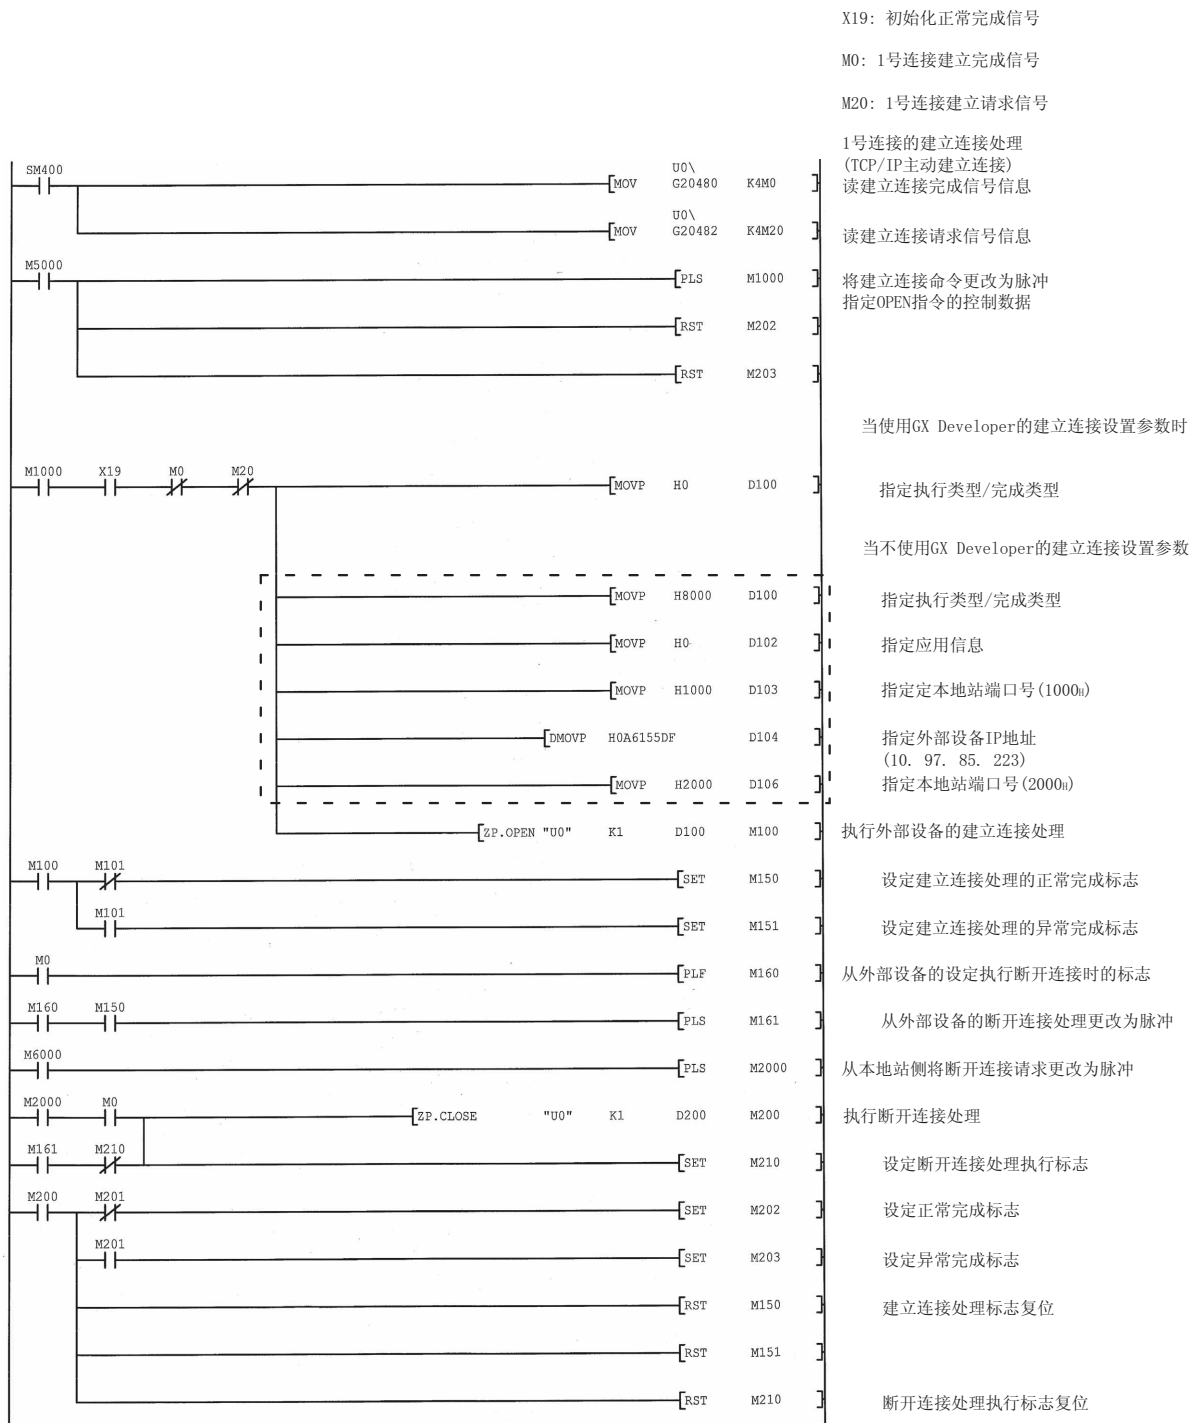 X19: 初始化正常完成信号
M0: 1号连接建立完成信号
M20: 1号连接建立请求信号
1号连接的建立连接处理
(TCP/IP主动建立连接)
SM400
U0\
MOV G20480 K4M0
读建立连接完成信号信息
U0\
MOV G20482 K4M20
读建立连接请求信号信息
M5000
PLS M1000
将建立连接命令更改为脉冲
指定OPEN指令的控制数据
RST M202
RST M203
当使用GX Developer的建立连接设置参数时
M1000 X19 M0 M20
MOVP H0 D100
指定执行类型/完成类型
当不使用GX Developer的建立连接设置参数
MOVP H8000 D100
指定执行类型/完成类型
MOVP H0 D102
指定应用信息
MOVP H1000 D103
指定定本地站端口号(1000H)
DMOVP H0A6155DF D104
指定外部设备IP地址
(10. 97. 85. 223)
MOVP H2000 D106
指定本地站端口号(2000H)
ZP.OPEN "U0" K1 D100 M100
执行外部设备的建立连接处理
M100 M101
SET M150
设定建立连接处理的正常完成标志
M101
SET M151
设定建立连接处理的异常完成标志
M0
PLF M160
从外部设备的设定执行断开连接时的标志
M160 M150
PLS M161
从外部设备的断开连接处理更改为脉冲
M6000
PLS M2000
从本地站侧将断开连接请求更改为脉冲
M2000 M0
ZP.CLOSE "U0" K1 D200 M200
执行断开连接处理
M161 M210
SET M210
设定断开连接处理执行标志
M200 M201
SET M202
设定正常完成标志
M201
SET M203
设定异常完成标志
RST M150
建立连接处理标志复位
RST M151
RST M210
断开连接处理执行标志复位